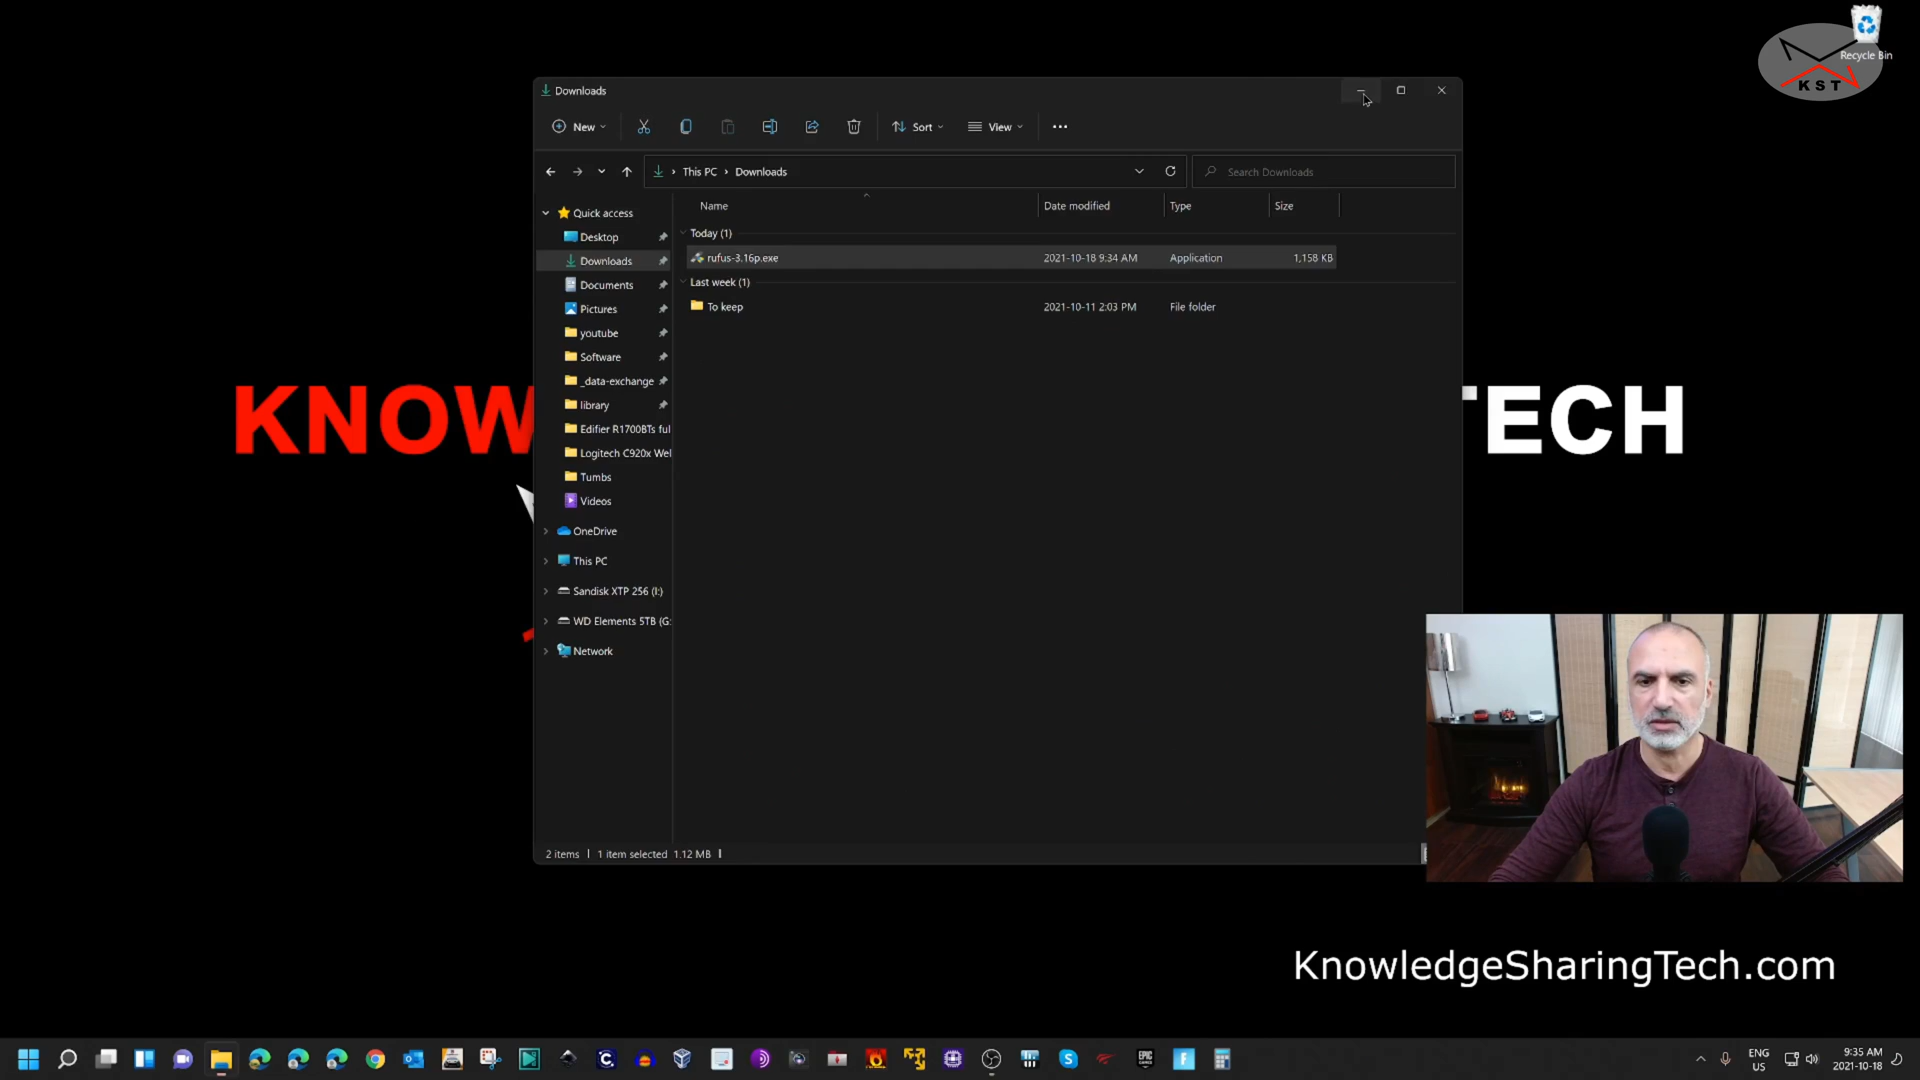 Recycle Bin
KST
Downloads
New
Sort
View
This PC
Downloads
Search Downloads
Name
Date modified
Type
Size
Today (1)
rufus-3.16p.exe
2021-10-18 9:34 AM
Application
1,158 KB
Last week (1)
To keep
2021-10-11 2:03 PM
File folder
Quick access
Desktop
Downloads
Documents
Pictures
youtube
Software
_data-exchange
library
Edifier R1700BTs ful
Logitech C920x Wel
Tumbs
Videos
OneDrive
This PC
Sandisk XTP 256 (I:)
WD Elements 5TB (G:
Network
KNOW
TECH
2 items
1 item selected 1.12 MB
KnowledgeSharingTech.com
EPIC
ENG
US
9:35 AM
2021-10-18